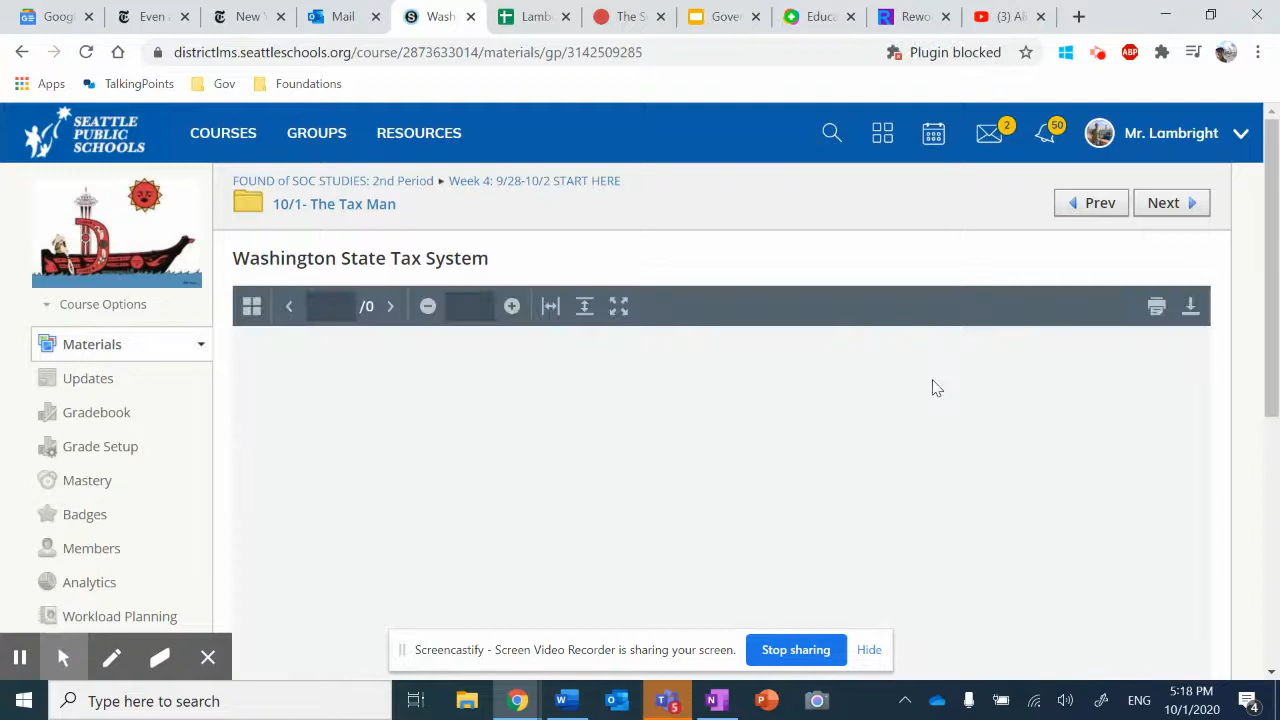 Googl
Even
New
Mail
Wash
Lamb
The S
Gove
Educa
Rewo
(3) Al
districtlms.seattleschools.org/course/2873633014/materials/gp/3142509285
Plugin blocked
ABP
Apps
TalkingPoints
Gov
Foundations
SEATTLE
PUBLIC
SCHOOLS
COURSES
GROUPS
RESOURCES
2
50
Mr. Lambright
FOUND of SOC STUDIES: 2nd Period
Week 4: 9/28-10/2 START HERE
10/1- The Tax Man
Prev
Next
Washington State Tax System
/0
Course Options
Materials
Updates
Gradebook
Grade Setup
Mastery
Badges
Members
Analytics
Workload Planning
Screencastify - Screen Video Recorder is sharing your screen.
Stop sharing
Hide
Type here to search
ENG
5:18 PM
10/1/2020
4